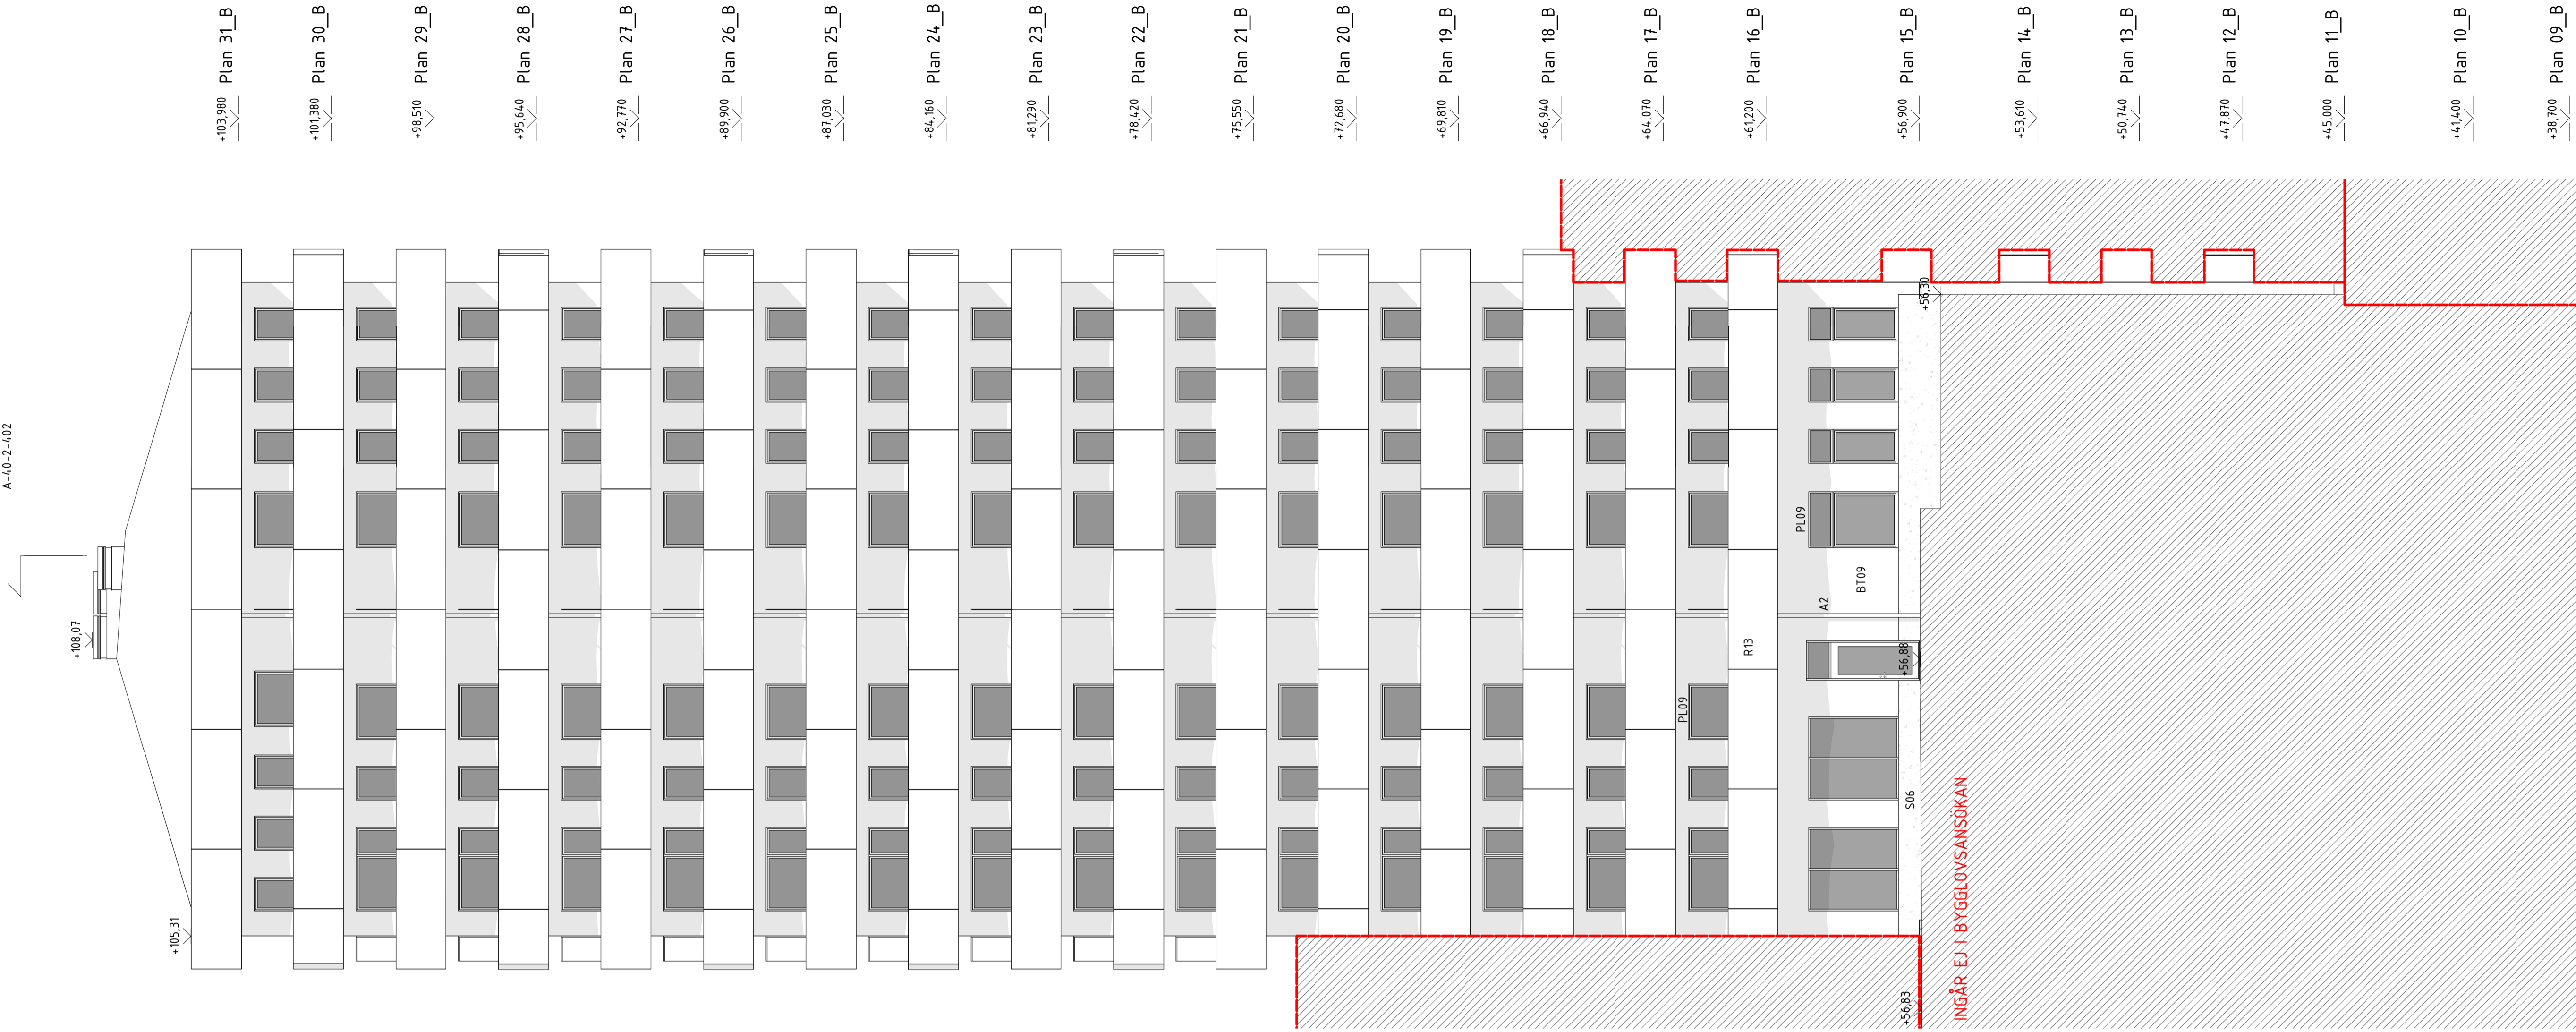 A-40-2-402
Plan 31_B
+103,980
Plan 30_B
+101,380
Plan 29_B
+98,510
Plan 28_B
+95,640
Plan 27_B
+92,770
Plan 26_B
+89,900
Plan 25_B
+87,030
Plan 24_B
+84,160
Plan 23_B
+81,290
Plan 22_B
+78,420
Plan 21_B
+75,550
Plan 20_B
+72,680
Plan 19_B
+69,810
Plan 18_B
+66,940
Plan 17_B
+64,070
Plan 16_B
+61,200
Plan 15_B
+56,900
Plan 14_B
+53,610
Plan 13_B
+50,740
Plan 12_B
+47,870
Plan 11_B
+45,000
Plan 10_B
+41,400
Plan 09_B
+38,700
+108,07
+105,31
+56,30
PL09
BT09
A2
R13
+56,88
PL09
S06
INGÅR EJ I BYGGLOVSANSÖKAN
+56,83